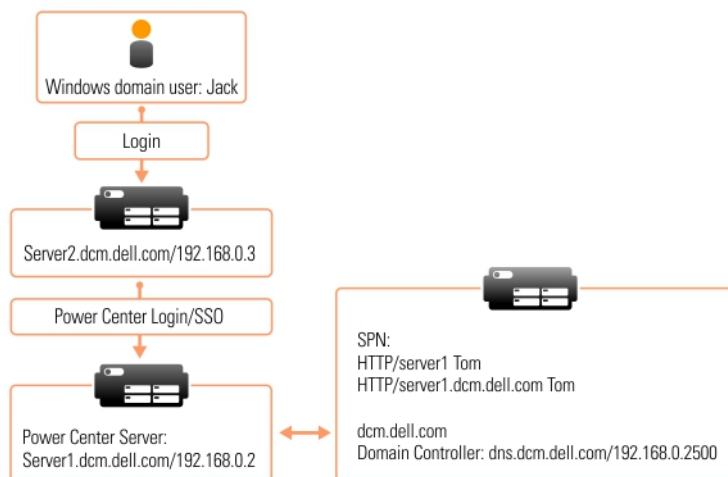 Windows domain user: Jack
Login
Server2.dcm.dell.com/192.168.0.3
Power Center Login/SSO
Power Center Server:
Server1.dcm.dell.com/192.168.0.2
SPN:
HTTP/server1 Tom
HTTP/server1.dcm.dell.com Tom
dcm.dell.com
Domain Controller: dns.dcm.dell.com/192.168.0.2500